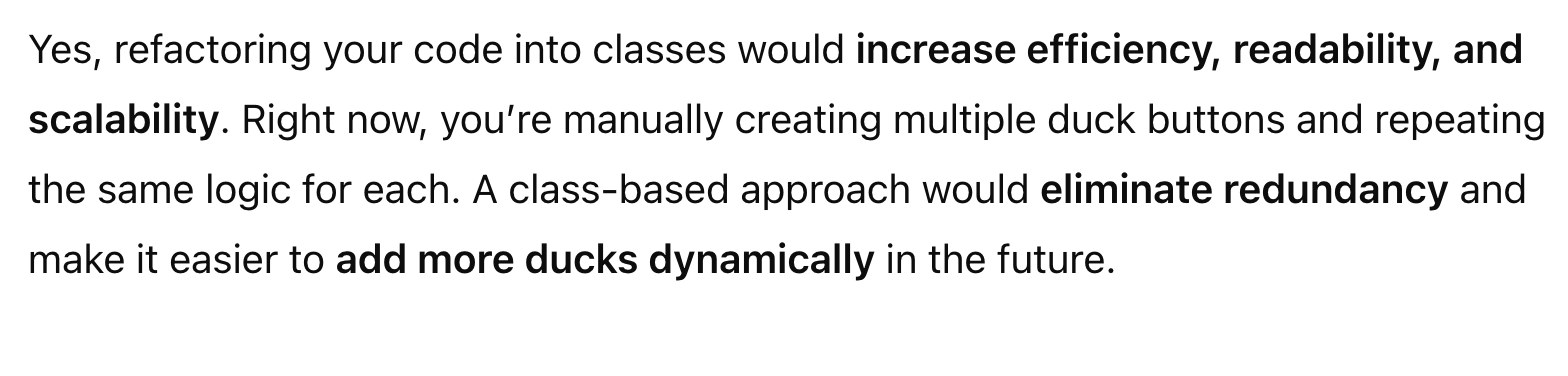 Yes, refactoring your code into classes would increase efficiency, readability, and
scalability. Right now, you’re manually creating multiple duck buttons and repeating
the same logic for each. A class-based approach would eliminate redundancy and
make it easier to add more ducks dynamically in the future.